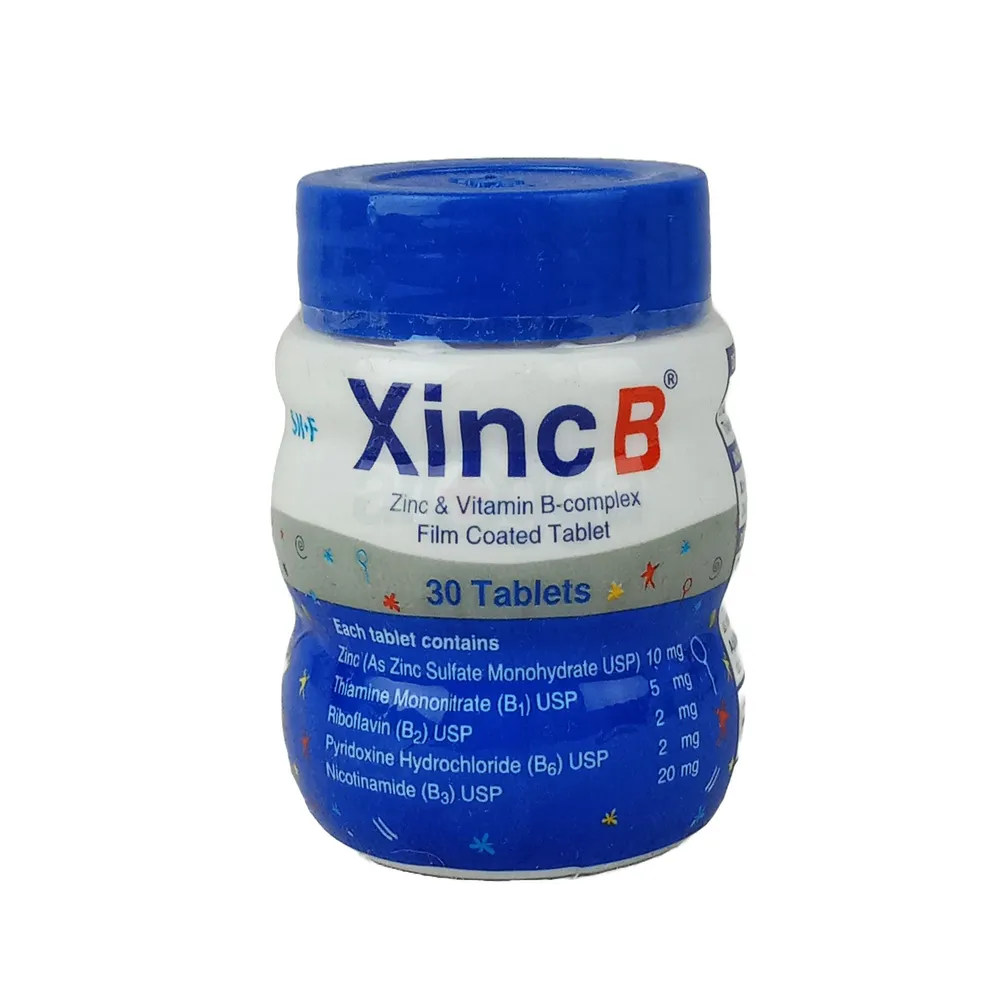 Xinc B®
SK+F
Zinc & Vitamin B-complex
Film Coated Tablet
30 Tablets
Each tablet contains
Zinc (As Zinc Sulfate Monohydrate USP) 10 mg
Thiamine Mononitrate (B₁) USP 5 mg
Riboflavin (B₂) USP 2 mg
Pyridoxine Hydrochloride (B₆) USP 2 mg
Nicotinamide (B₃) USP 20 mg